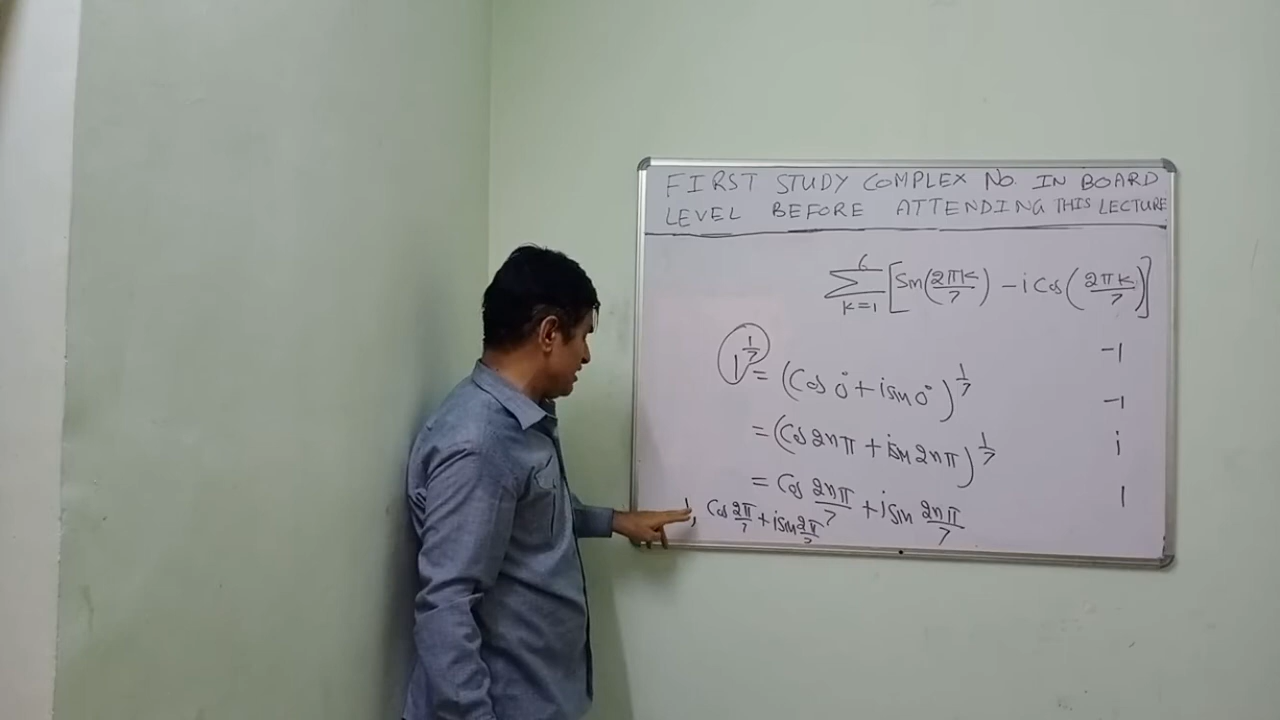 FIRST STUDY COMPLEX NO. IN BOARD
LEVEL BEFORE ATTENDING THIS LECTURE
6
∑ [Sin(2πk/7) - i Cos(2πk/7)]
K=1
1^(1/7) = (Cos 0° + i sin 0°)^(1/7)
= (Cos 2nπ + i sin 2nπ)^(1/7)
= Cos 2nπ/7 + i Sin 2nπ/7
1, Cos 2π/7 + i sin 2π/7
-1
-1
i
1